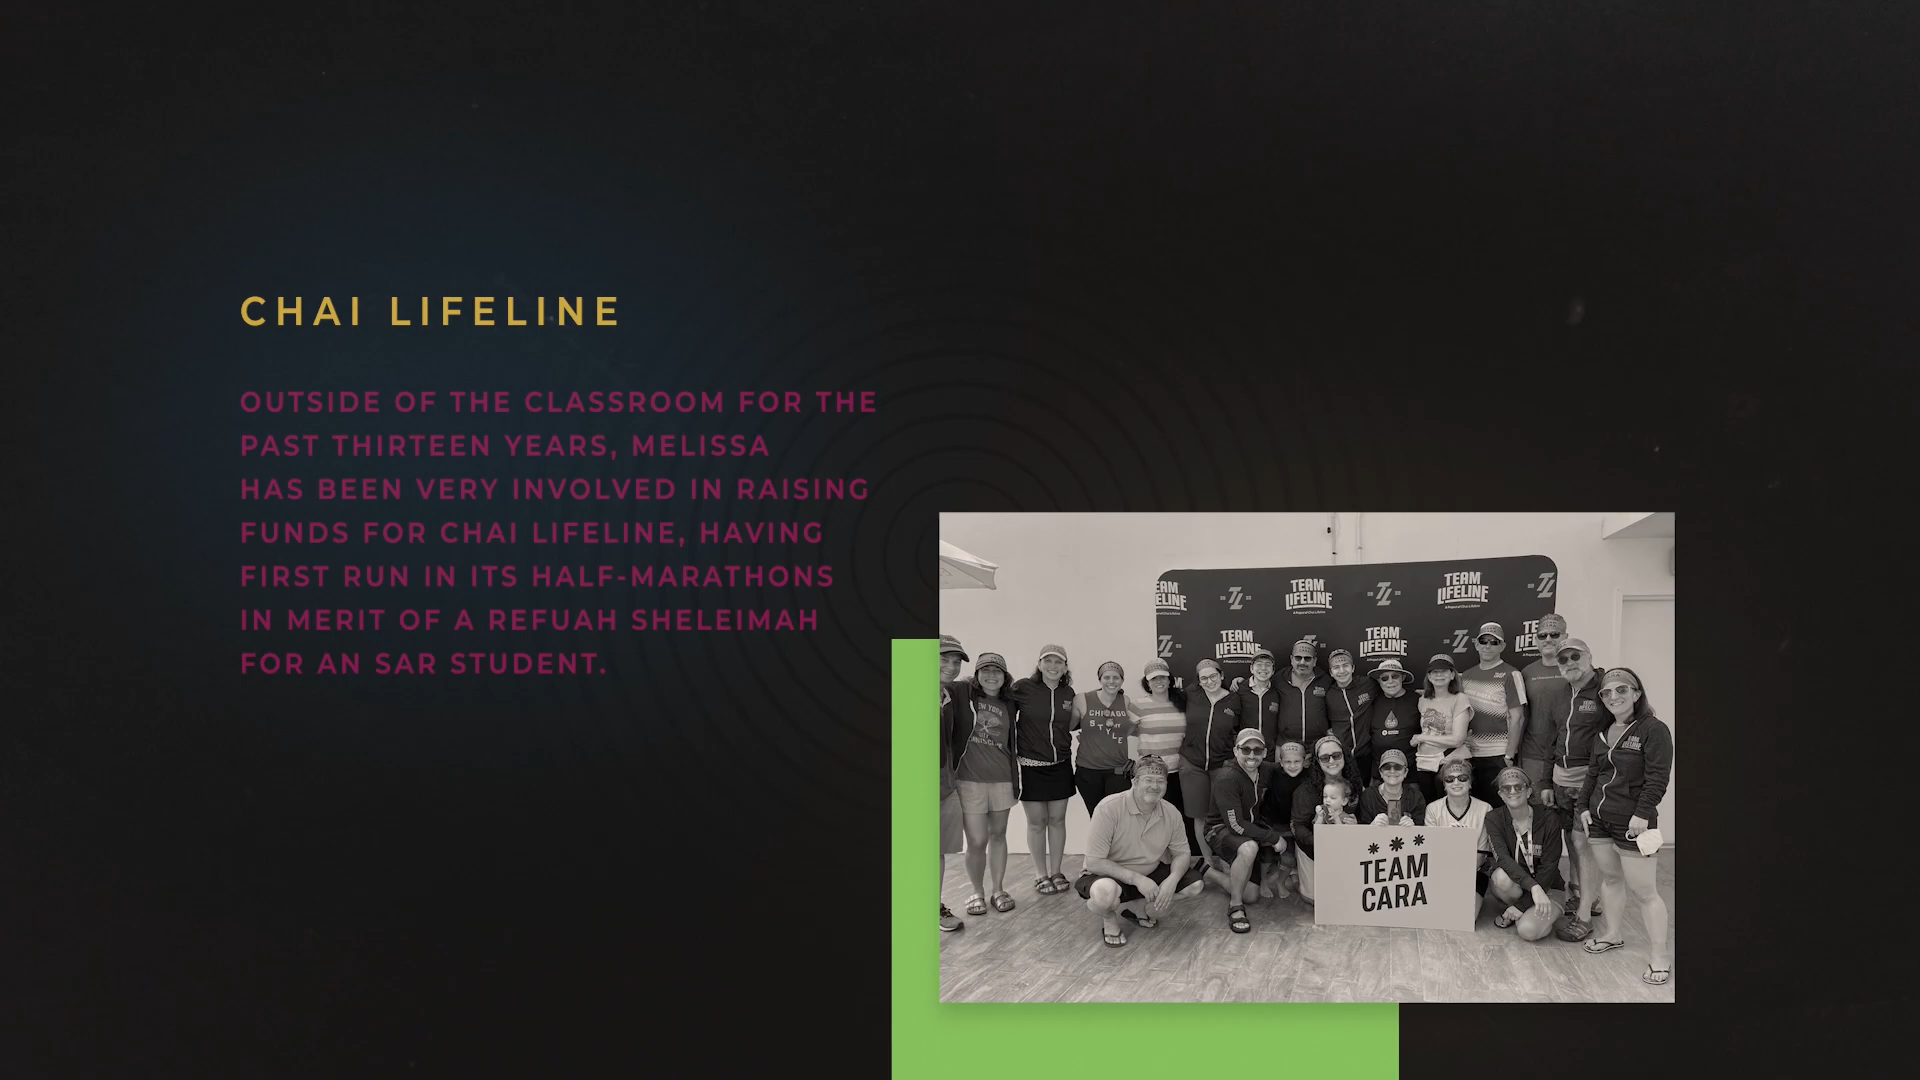 CHAI LIFELINE
OUTSIDE OF THE CLASSROOM FOR THE
PAST THIRTEEN YEARS, MELISSA
HAS BEEN VERY INVOLVED IN RAISING
FUNDS FOR CHAI LIFELINE, HAVING
FIRST RUN IN ITS HALF-MARATHONS
IN MERIT OF A REFUAH SHELEIMAH
FOR AN SAR STUDENT.
TEAM LIFELINE
TEAM LIFELINE
TEAM LIFELINE
TEAM LIFELINE
CHICAGO
STYLE
TEAM
CARA